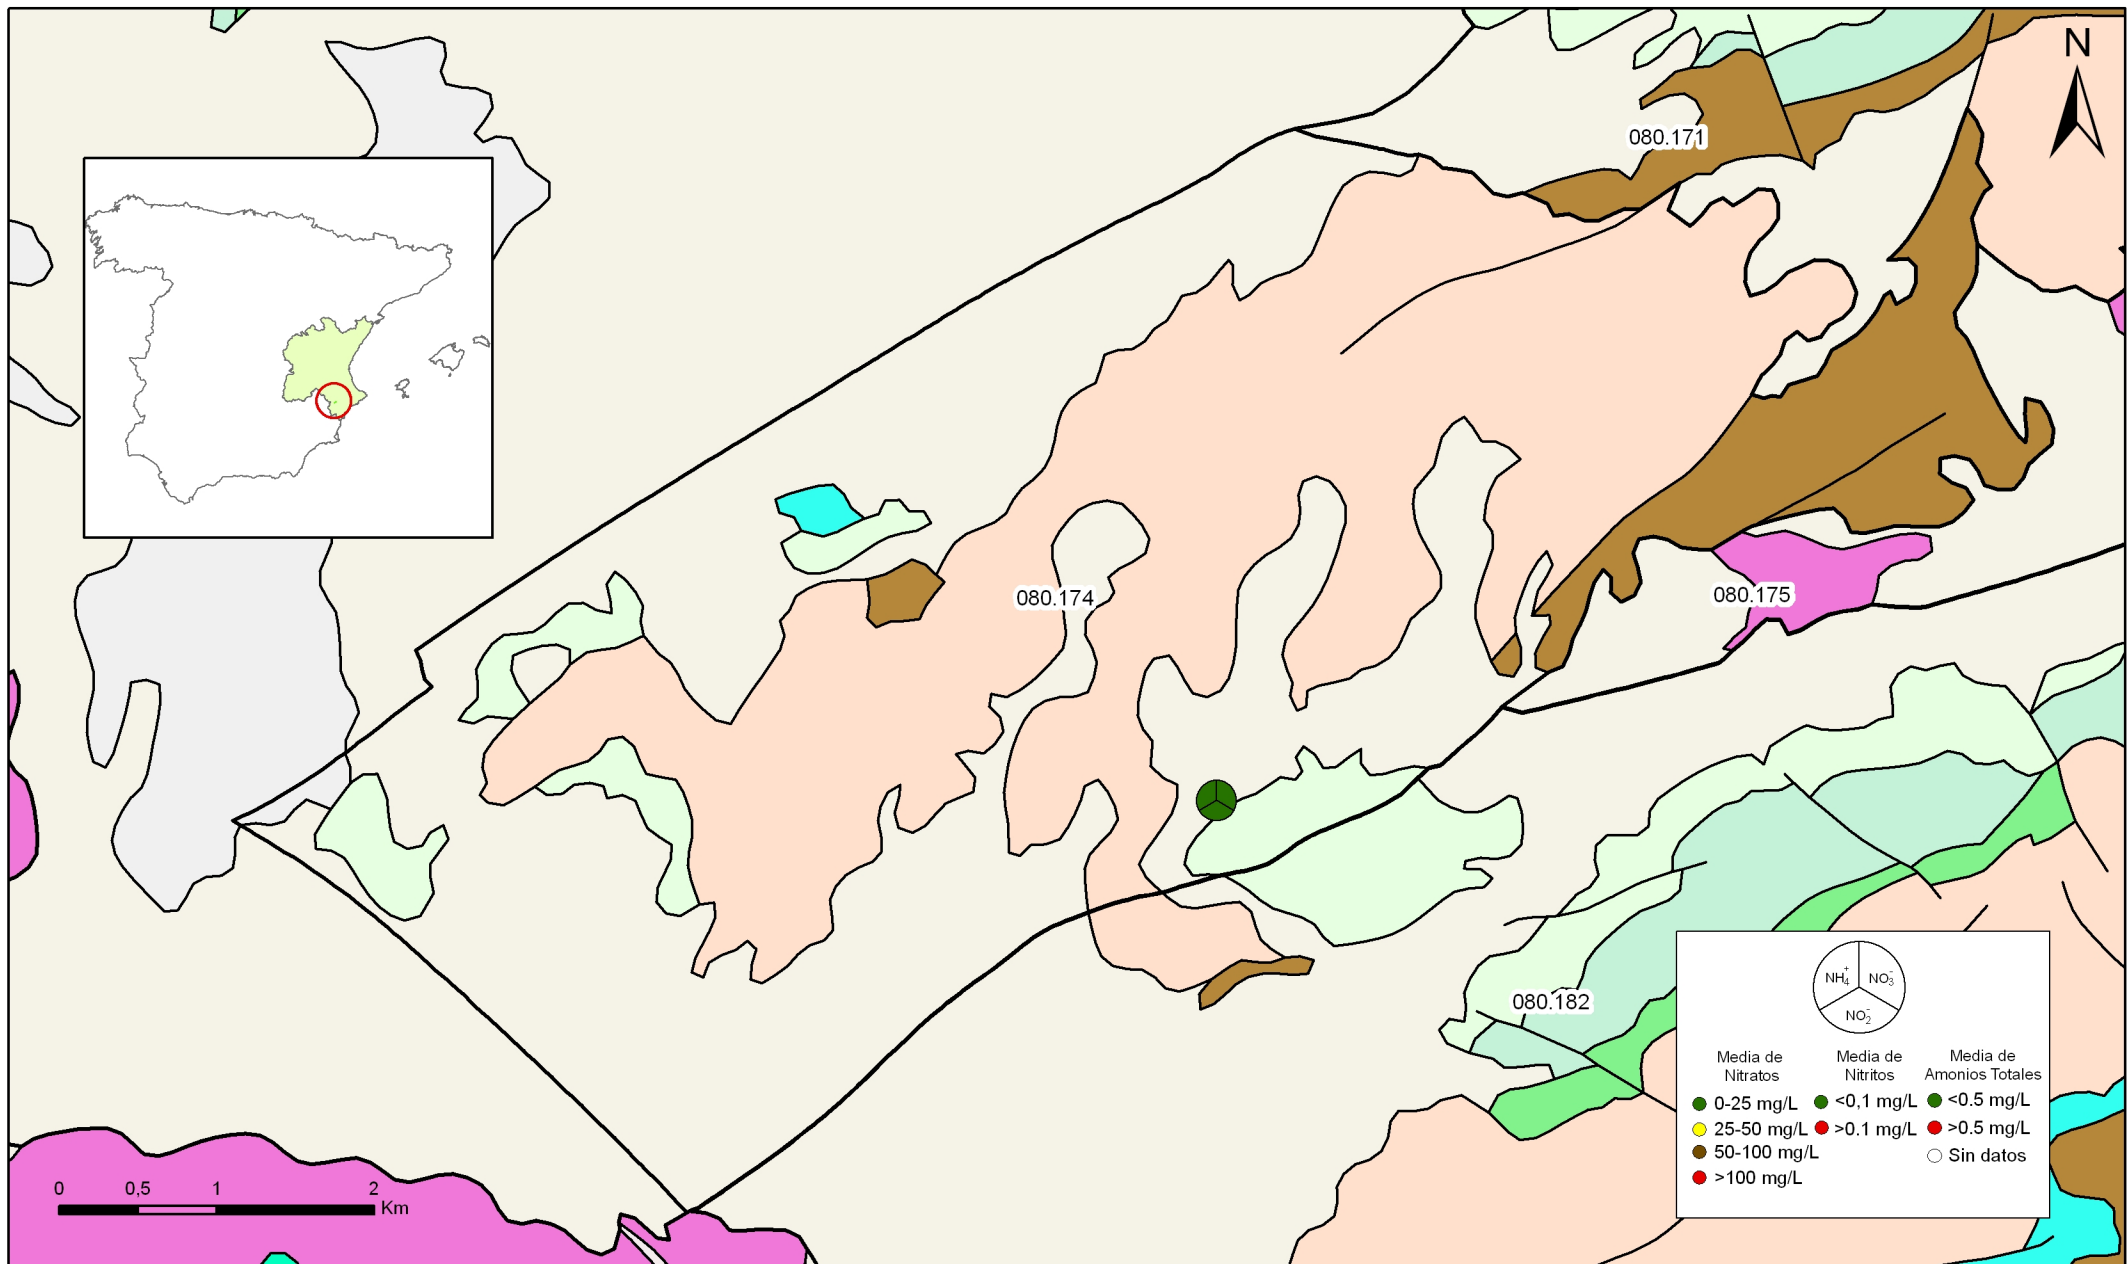 N
080.171
080.174
080.175
080.182
NH4+ NO3-
NO2-
Media de Nitratos
Media de Nitritos
Media de Amonios Totales
0-25 mg/L <0,1 mg/L <0.5 mg/L
25-50 mg/L >0.1 mg/L >0.5 mg/L
50-100 mg/L Sin datos
>100 mg/L
0 0,5 1 2
Km